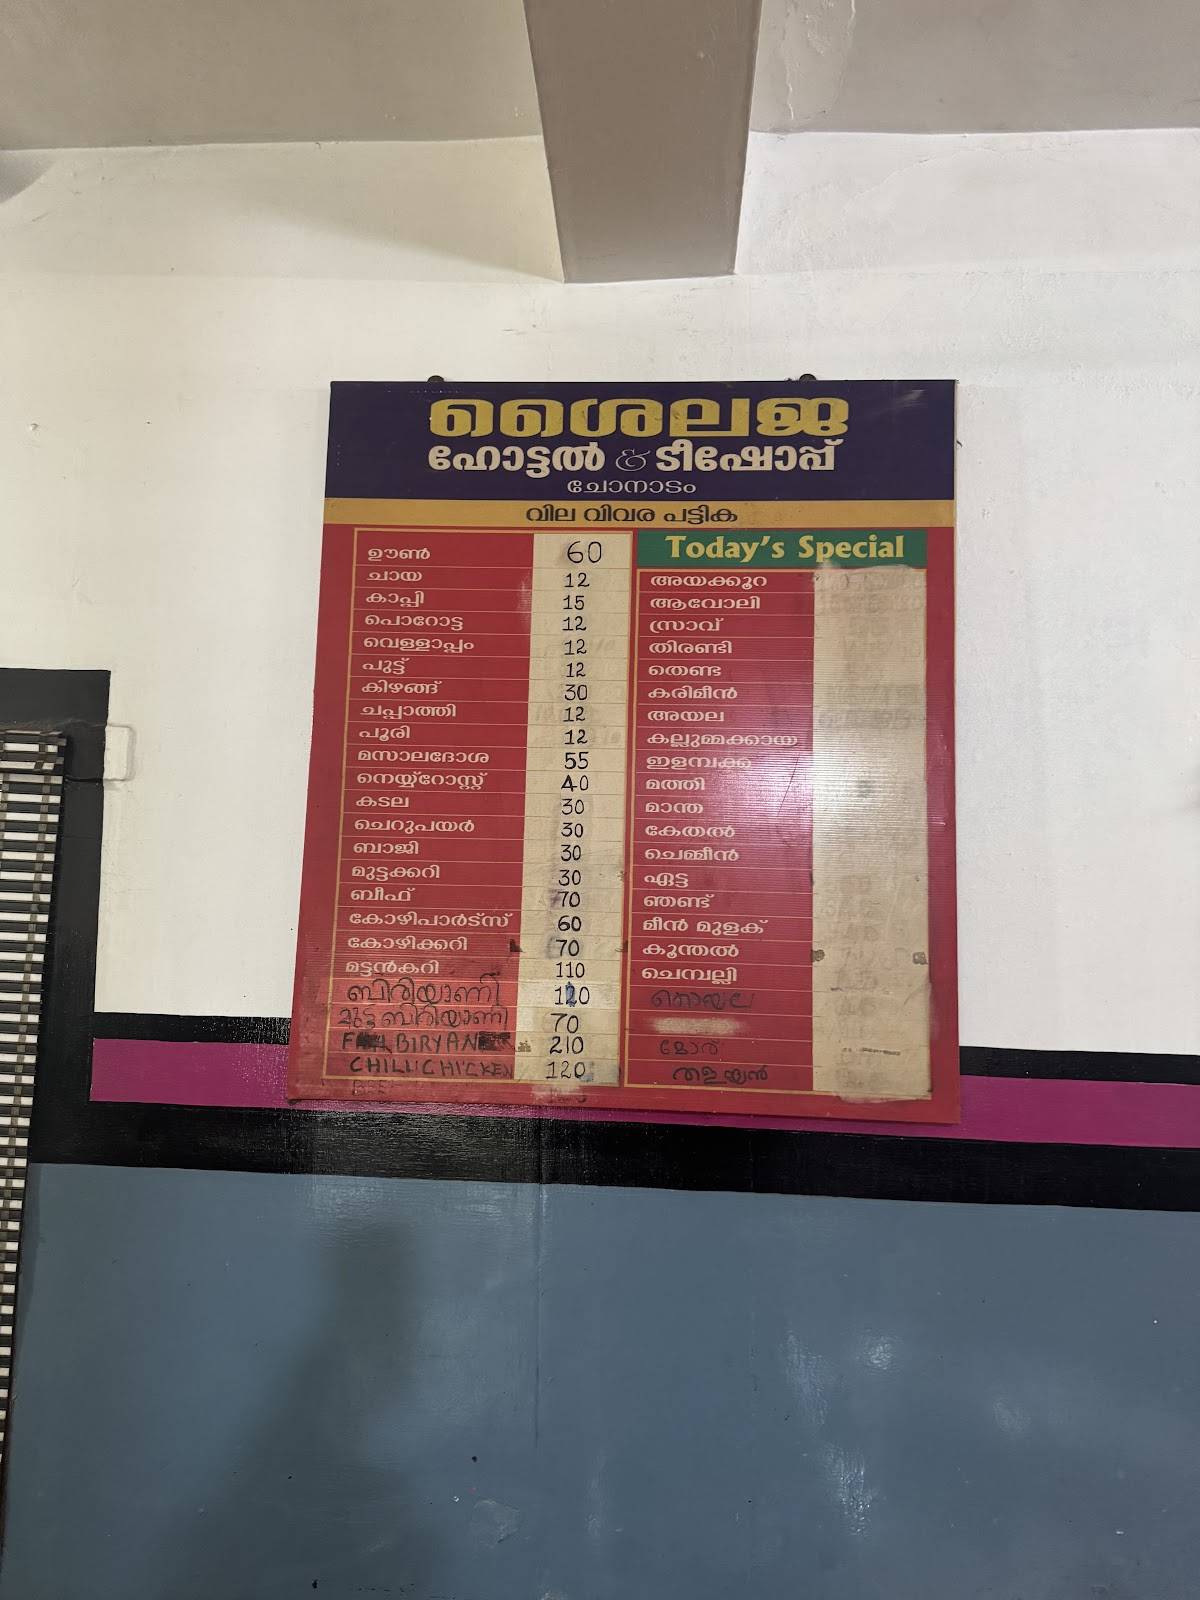 ശൈലജ
ഹോട്ടൽ & ടീഷോപ്പ്
ചോനാടം
വില വിവര പട്ടിക
ഊൺ 60
ചായ 12
കാപ്പി 15
പൊറോട്ട 12
വെള്ളാപ്പം 12
പുട്ട് 12
കിഴങ്ങ് 30
ചപ്പാത്തി 12
പൂരി 12
മസാലദോശ 55
നെയ്യ്റോസ്റ്റ് 40
കടല 30
ചെറുപയർ 30
ബാജി 30
മുട്ടക്കറി 30
ബീഫ് 70
കോഴിപാർട്സ് 60
കോഴിക്കറി 70
മട്ടൻകറി 110
ബിരിയാണി 120
മുട്ട ബിരിയാണി 70
BIRYANI 210
CHILLI CHICKEN 120
Today's Special
അയക്കൂറ
ആവോലി
സ്രാവ്
തിരണ്ടി
തെണ്ട
കരിമീൻ
അയല
കല്ലുമ്മക്കായ
ഇളമ്പക്ക
മത്തി
മാന്ത
കേതൽ
ചെമ്മീൻ
ഏട്ട
ഞണ്ട്
മീൻ മുളക്
കൂന്തൽ
ചെമ്പല്ലി
മോര്